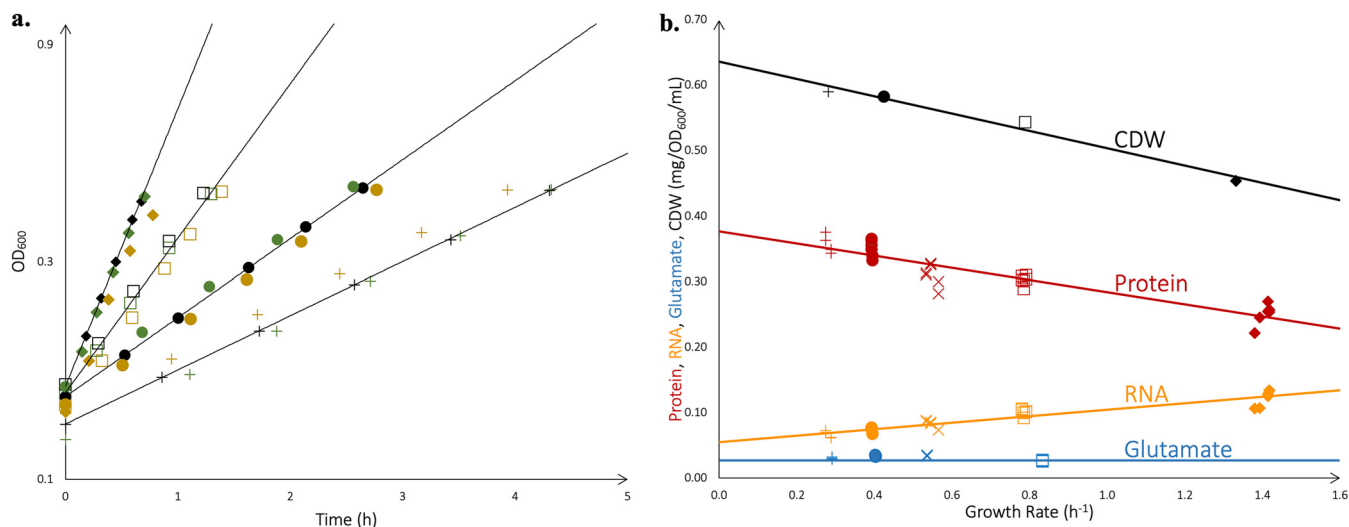 a.
OD600
0.9
0.3
0.1
0
1
2
3
4
5
Time (h)
b.
Protein, RNA, Glutamate, CDW (mg/OD600/mL)
0.70
0.60
0.50
0.40
0.30
0.20
0.10
0.00
CDW
Protein
RNA
Glutamate
0.0
0.2
0.4
0.6
0.8
1.0
1.2
1.4
1.6
Growth Rate (h-1)